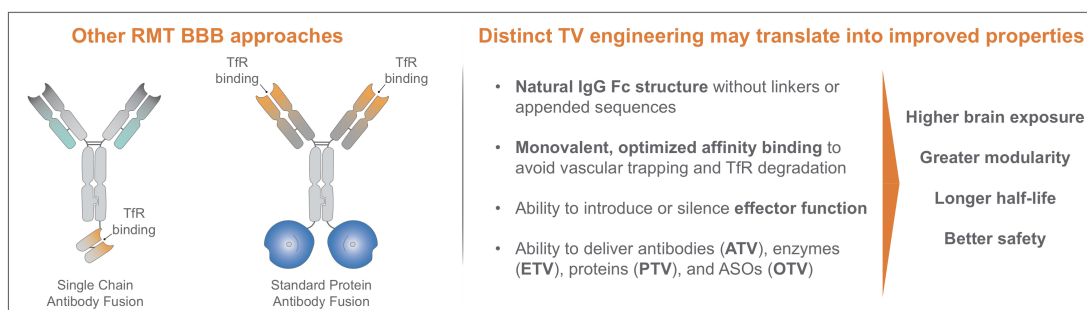 Other RMT BBB approaches
TfR
binding
TfR
binding
TfR
binding
Single Chain
Antibody Fusion
Standard Protein
Antibody Fusion
Distinct TV engineering may translate into improved properties
• Natural IgG Fc structure without linkers or
appended sequences
• Monovalent, optimized affinity binding to
avoid vascular trapping and TfR degradation
• Ability to introduce or silence effector function
• Ability to deliver antibodies (ATV), enzymes
(ETV), proteins (PTV), and ASOs (OTV)
Higher brain exposure
Greater modularity
Longer half-life
Better safety